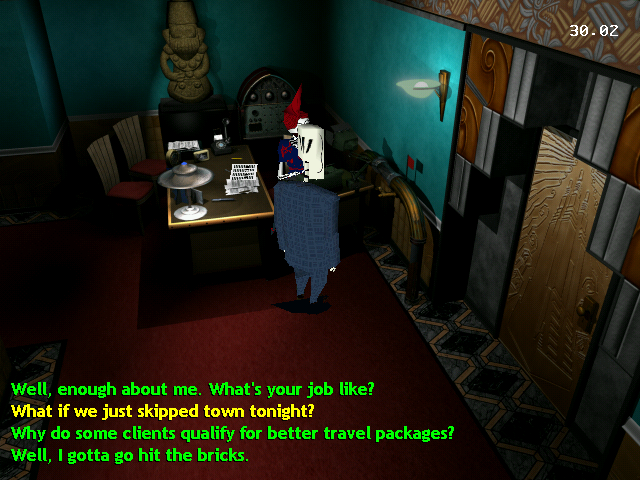 30.02
Well, enough about me. What's your job like?
What if we just skipped town tonight?
Why do some clients qualify for better travel packages?
Well, I gotta go hit the bricks.